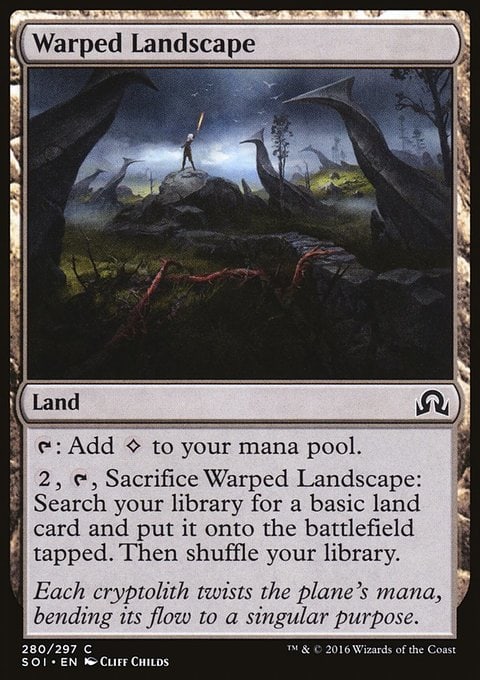 Warped Landscape
Land
: Add to your mana pool.
2, , Sacrifice Warped Landscape:
Search your library for a basic land
card and put it onto the battlefield
tapped. Then shuffle your library.
Each cryptolith twists the plane's mana,
bending its flow to a singular purpose.
280/297 C
SOI • EN CLIFF CHILDS
™ & © 2016 Wizards of the Coast